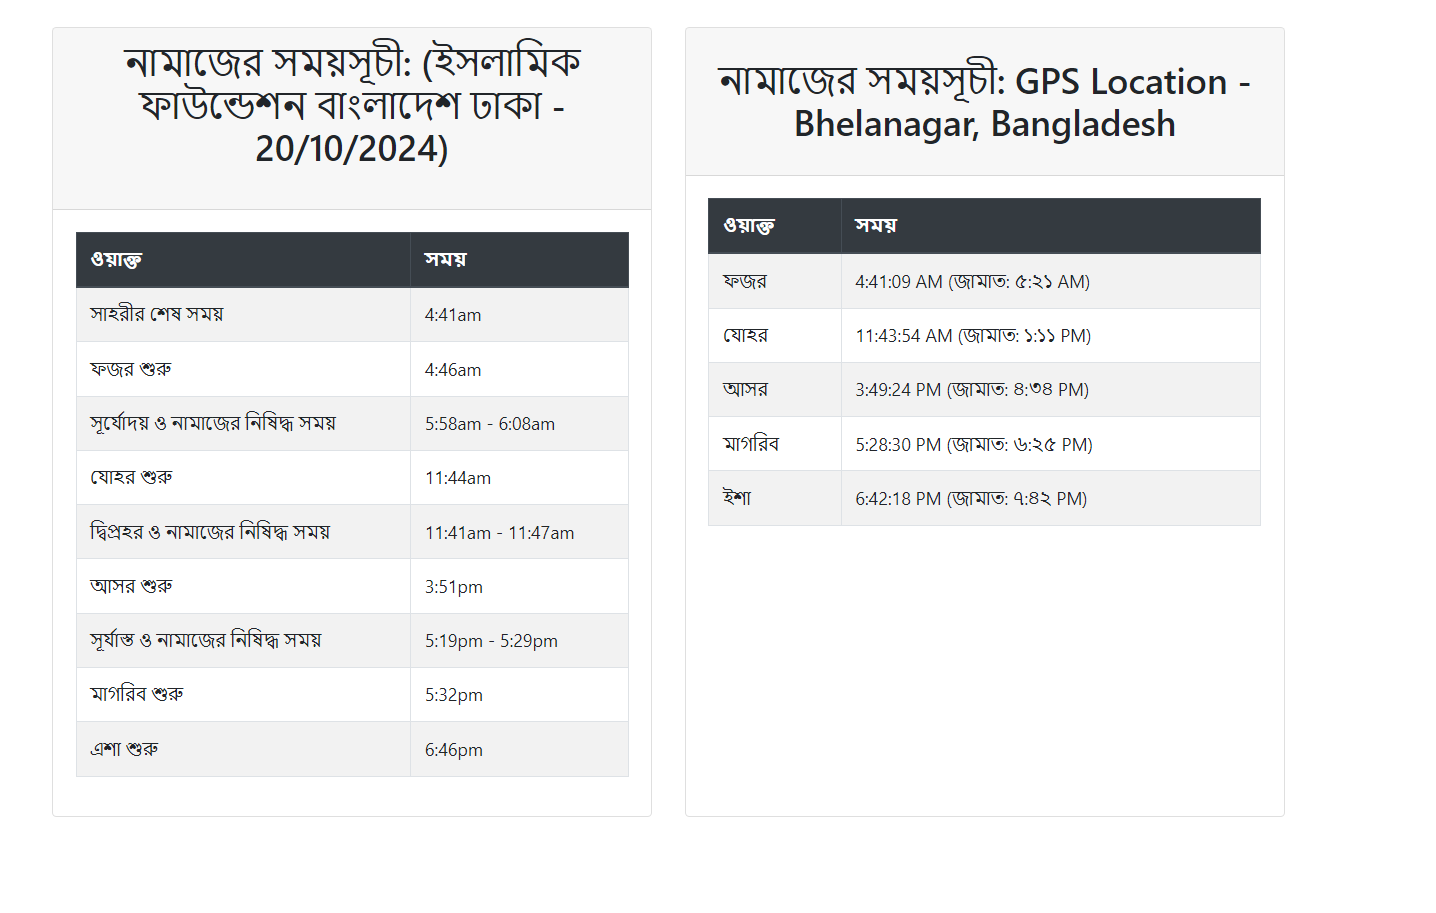 নামাজের সময়সূচী: (ইসলামিক
ফাউন্ডেশন বাংলাদেশ ঢাকা -
20/10/2024)
ওয়াক্ত সময়
সাহরীর শেষ সময় 4:41am
ফজর শুরু 4:46am
সূর্যোদয় ও নামাজের নিষিদ্ধ সময় 5:58am - 6:08am
যোহর শুরু 11:44am
দ্বিপ্রহর ও নামাজের নিষিদ্ধ সময় 11:41am - 11:47am
আসর শুরু 3:51pm
সূর্যাস্ত ও নামাজের নিষিদ্ধ সময় 5:19pm - 5:29pm
মাগরিব শুরু 5:32pm
এশা শুরু 6:46pm
নামাজের সময়সূচী: GPS Location -
Bhelanagar, Bangladesh
ওয়াক্ত সময়
ফজর 4:41:09 AM (জামাত: ৫:২১ AM)
যোহর 11:43:54 AM (জামাত: ১:১১ PM)
আসর 3:49:24 PM (জামাত: ৪:৩৪ PM)
মাগরিব 5:28:30 PM (জামাত: ৬:২৫ PM)
ইশা 6:42:18 PM (জামাত: ৭:৪২ PM)